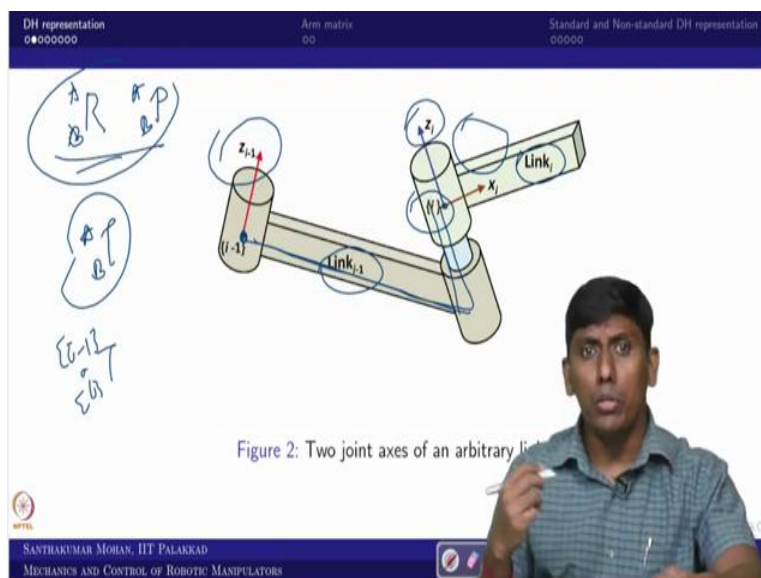 DH representation
Arm matrix
Standard and Non-standard DH representation
A R A P
B B
A T
B
{i-1} T
{i}
z i-1
{i-1}
Link i-1
z i
{i}
x i
Link i
Figure 2: Two joint axes of an arbitrary
NPTEL
SANTHAKUMAR MOHAN, IIT PALAKKAD
MECHANICS AND CONTROL OF ROBOTIC MANIPULATORS